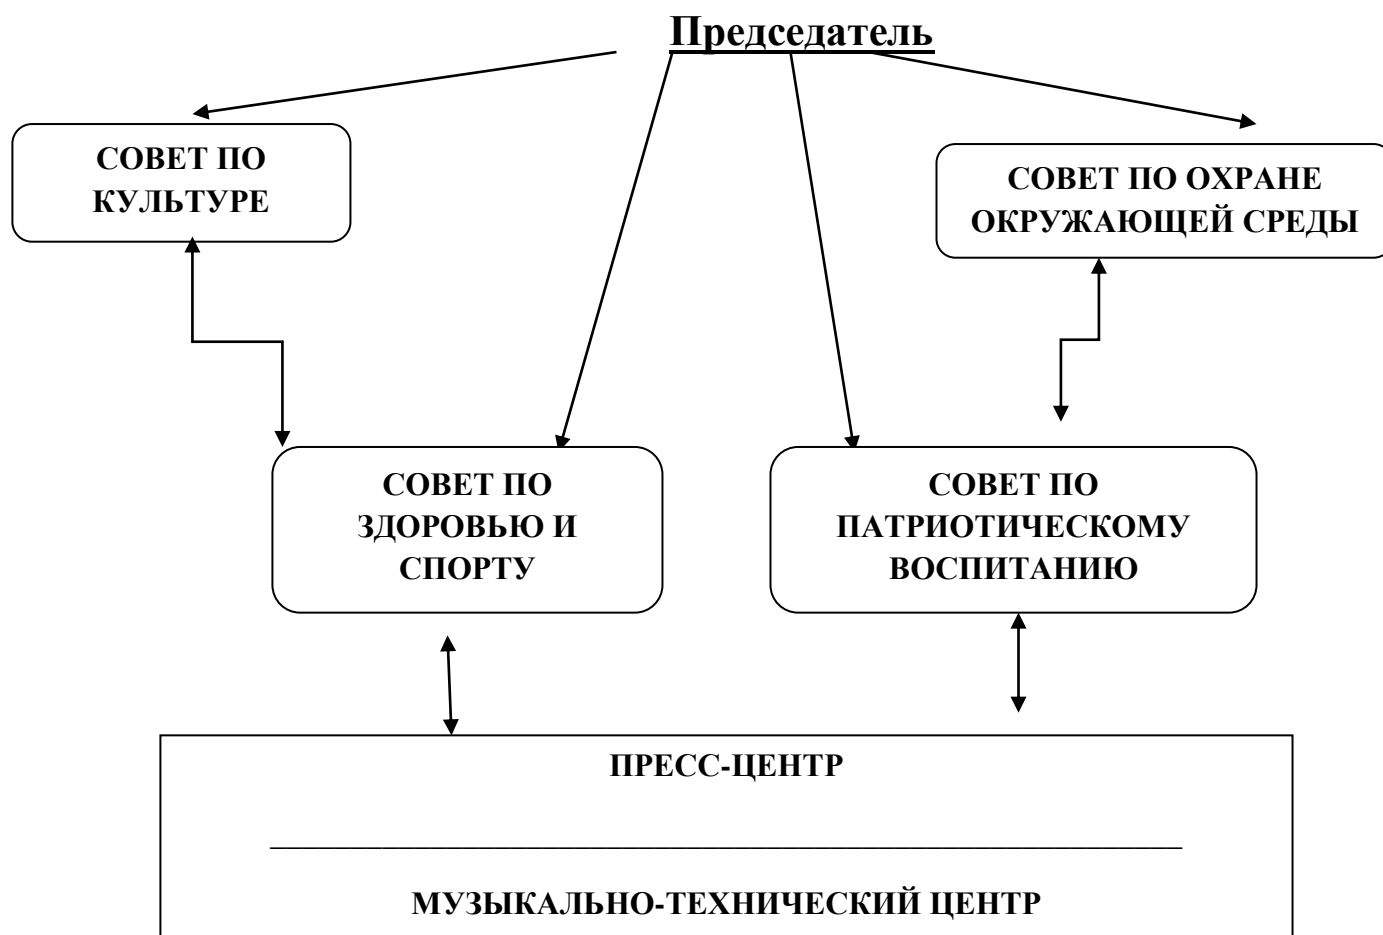 Председатель
СОВЕТ ПО
КУЛЬТУРЕ
СОВЕТ ПО ОХРАНЕ
ОКРУЖАЮЩЕЙ СРЕДЫ
СОВЕТ ПО
ЗДОРОВЬЮ И
СПОРТУ
СОВЕТ ПО
ПАТРИОТИЧЕСКОМУ
ВОСПИТАНИЮ
ПРЕСС-ЦЕНТР
МУЗЫКАЛЬНО-ТЕХНИЧЕСКИЙ ЦЕНТР